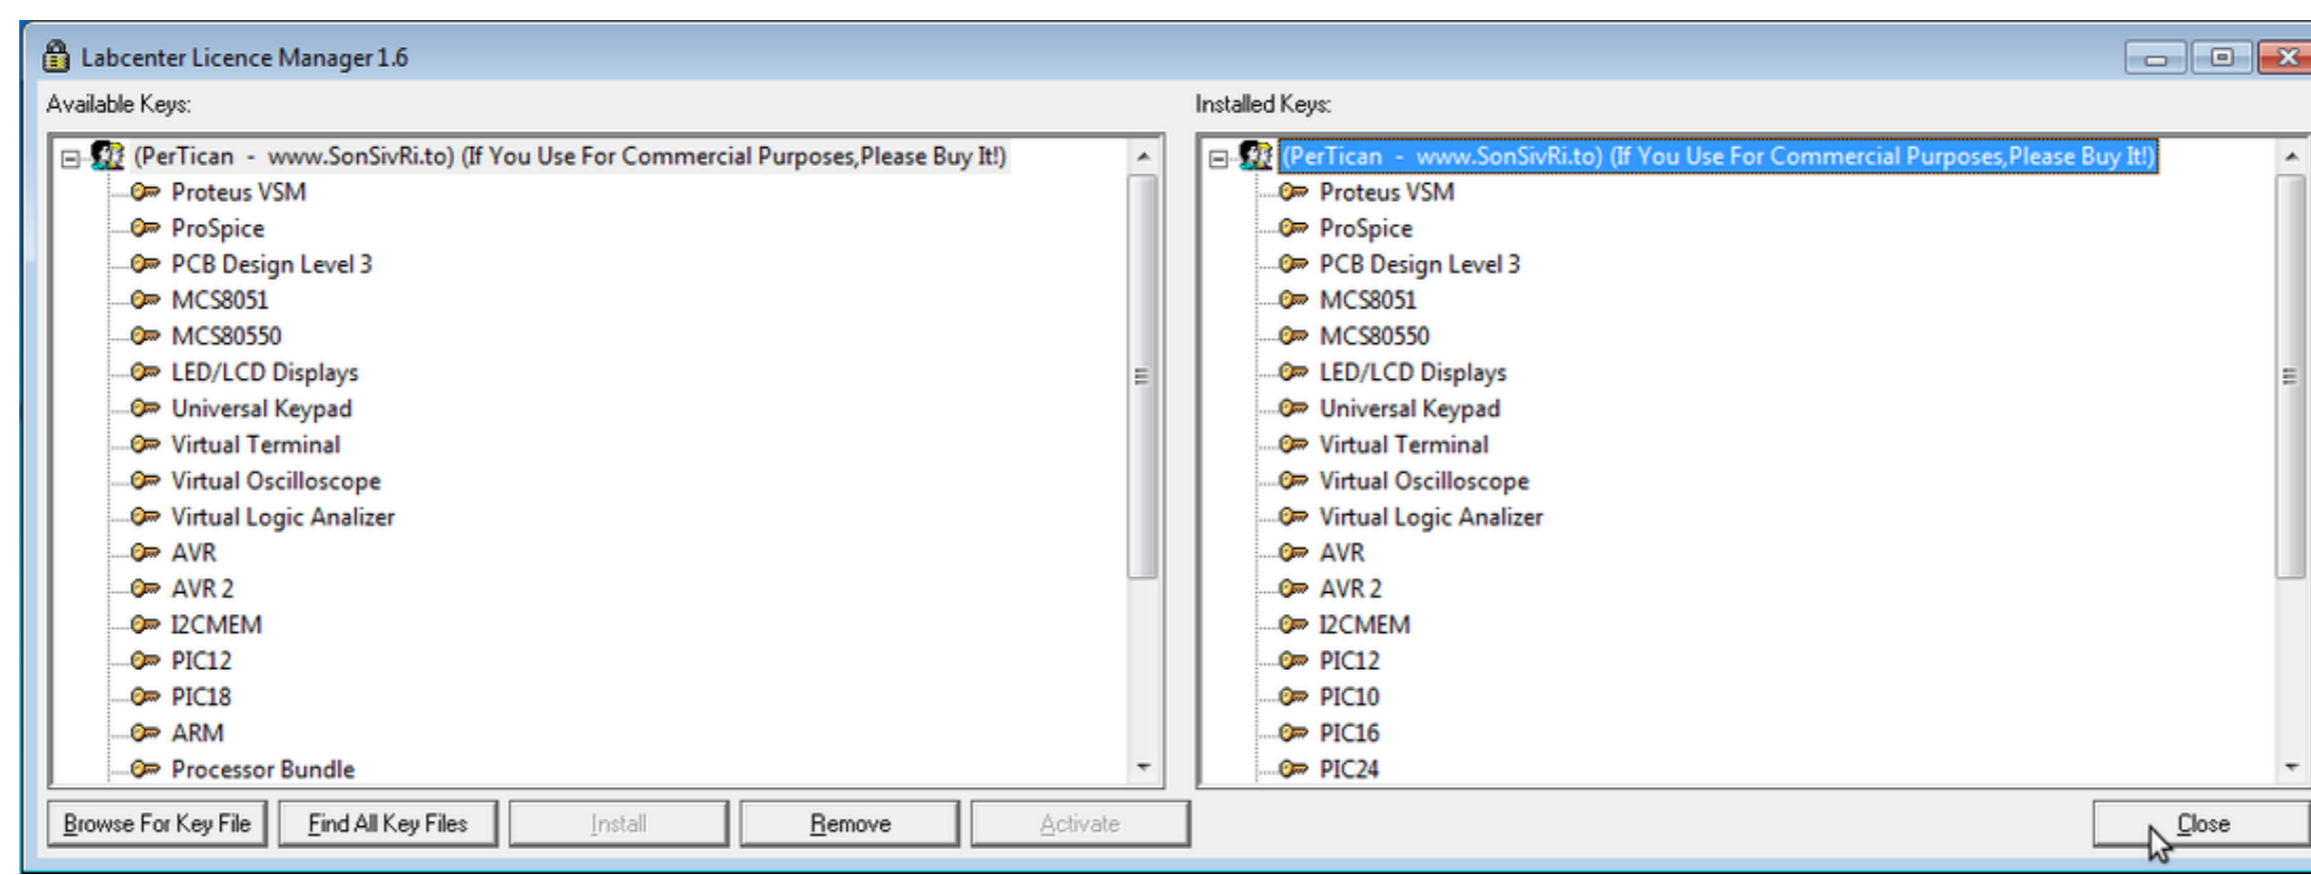 Labcenter Licence Manager 1.6
Available Keys:
(PerTican - www.SonSivRi.to) (If You Use For Commercial Purposes,Please Buy It!)
Proteus VSM
ProSpice
PCB Design Level 3
MCS8051
MCS80550
LED/LCD Displays
Universal Keypad
Virtual Terminal
Virtual Oscilloscope
Virtual Logic Analizer
AVR
AVR 2
I2CMEM
PIC12
PIC18
ARM
Processor Bundle
Installed Keys:
(PerTican - www.SonSivRi.to) (If You Use For Commercial Purposes,Please Buy It!)
Proteus VSM
ProSpice
PCB Design Level 3
MCS8051
MCS80550
LED/LCD Displays
Universal Keypad
Virtual Terminal
Virtual Oscilloscope
Virtual Logic Analizer
AVR
AVR 2
I2CMEM
PIC12
PIC10
PIC16
PIC24
Browse For Key File
Find All Key Files
Install
Remove
Activate
Close